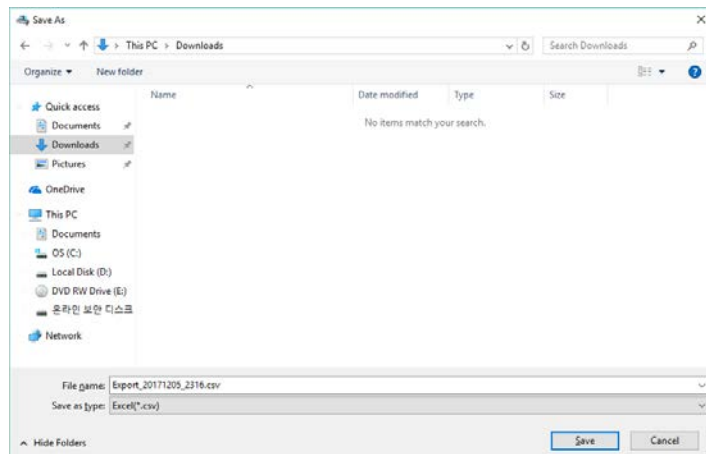 Save As
This PC > Downloads
Search Downloads
Organize
New folder
Name
Date modified
Type
Size
No items match your search.
Quick access
Documents
Downloads
Pictures
OneDrive
This PC
Documents
OS (C:)
Local Disk (D:)
DVD RW Drive (E:)
온라인 보안 디스크
Network
File name: Export_20171205_2316.csv
Save as type: Excel(*.csv)
Hide Folders
Save
Cancel